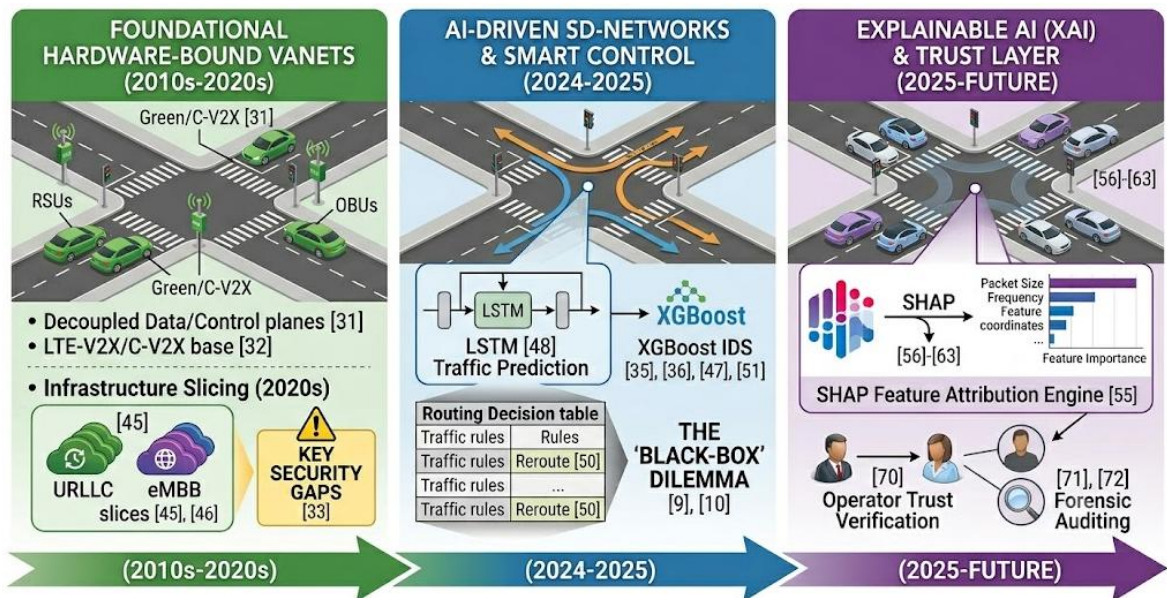 FOUNDATIONAL
HARDWARE-BOUND VANETS
(2010s-2020s)
Green/C-V2X [31]
RSUs
OBUs
Green/C-V2X
• Decoupled Data/Control planes [31]
• LTE-V2X/C-V2X base [32]
• Infrastructure Slicing (2020s)
[45]
URLLC
eMBB
slices [45], [46]
KEY
SECURITY
GAPS
[33]
(2010s-2020s)
AI-DRIVEN SD-NETWORKS
& SMART CONTROL
(2024-2025)
LSTM
LSTM [48]
Traffic Prediction
XGBoost
XGBoost IDS
[35], [36], [47], [51]
Routing Decision table
Traffic rules Rules
Traffic rules Reroute [50]
Traffic rules ...
Traffic rules Reroute [50]
THE
'BLACK-BOX'
DILEMMA
[9], [10]
(2024-2025)
EXPLAINABLE AI (XAI)
& TRUST LAYER
(2025-FUTURE)
[56]-[63]
SHAP
[56]-[63]
Packet Size
Frequency
Feature
coordinates
...
Feature Importance
SHAP Feature Attribution Engine [55]
[70]
Operator Trust
Verification
[71], [72]
Forensic
Auditing
(2025-FUTURE)